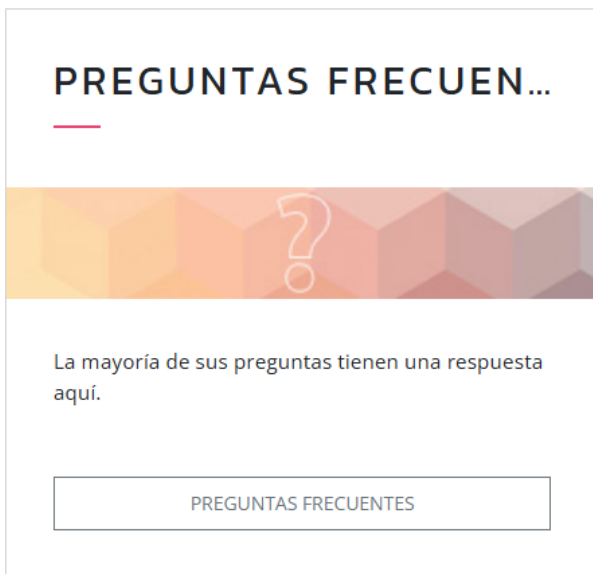 PREGUNTAS FRECUEN...
?
La mayoría de sus preguntas tienen una respuesta
aquí.
PREGUNTAS FRECUENTES